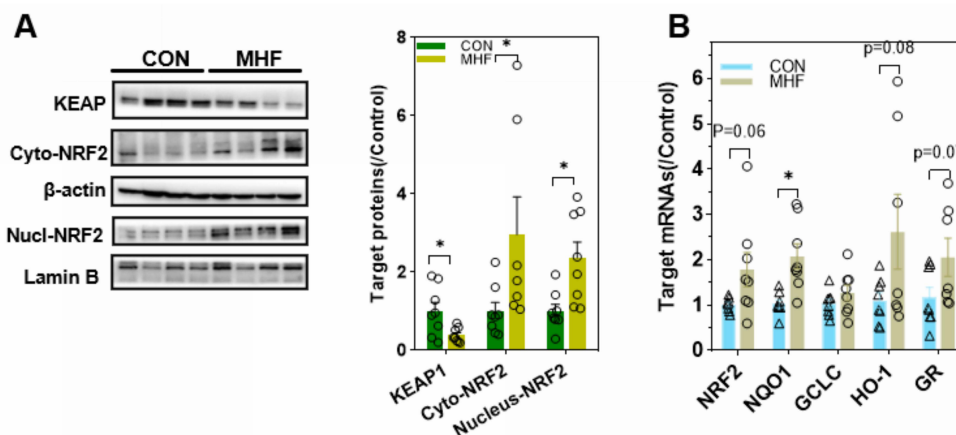 A
CON MHF
KEAP
Cyto-NRF2
β-actin
Nucl-NRF2
Lamin B
Target proteins(/Control)
8
6
4
2
0
CON
MHF
*
*
*
KEAP1
Cyto-NRF2
Nucleus-NRF2
B
Target mRNAs(/Control)
6
5
4
3
2
1
0
CON
MHF
P=0.06
*
p=0.08
p=0.0
NRF2
NQO1
GCLC
HO-1
GR